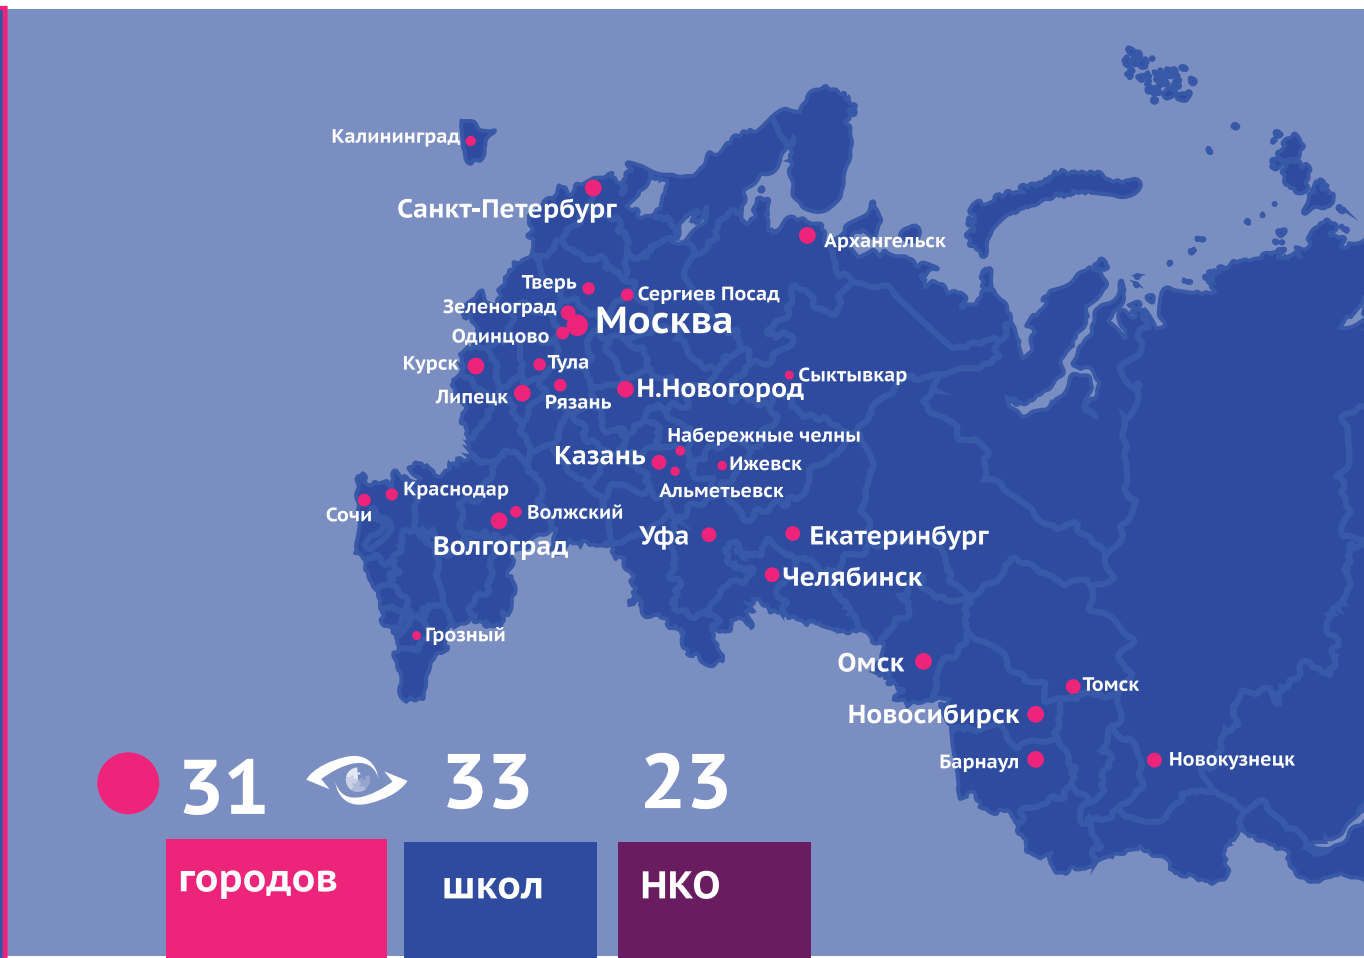 Калининград
Санкт-Петербург
Архангельск
Тверь
Сергиев Посад
Зеленоград
Москва
Одинцово
Курск
Тула
Сыктывкар
Липецк
Рязань
Н.Новогород
Набережные челны
Казань
Ижевск
Альметьевск
Краснодар
Сочи
Волжский
Волгоград
Уфа
Екатеринбург
Челябинск
Грозный
Омск
Томск
Новосибирск
Барнаул
Новокузнецк
31
33
23
городов
школ
НКО